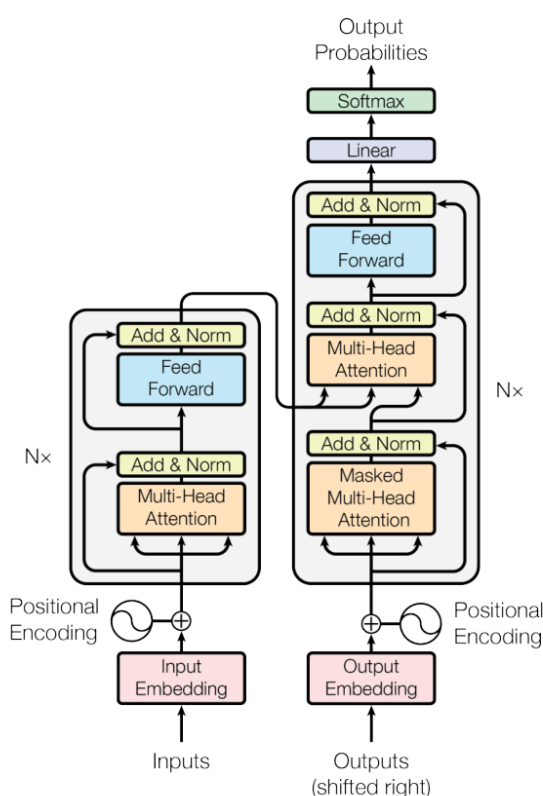 Output
Probabilities
Softmax
Linear
Add & Norm
Feed
Forward
Add & Norm
Multi-Head
Attention
Add & Norm
Masked
Multi-Head
Attention
N×
Add & Norm
Feed
Forward
Add & Norm
Multi-Head
Attention
N×
Positional
Encoding
Positional
Encoding
Input
Embedding
Output
Embedding
Inputs
Outputs
(shifted right)